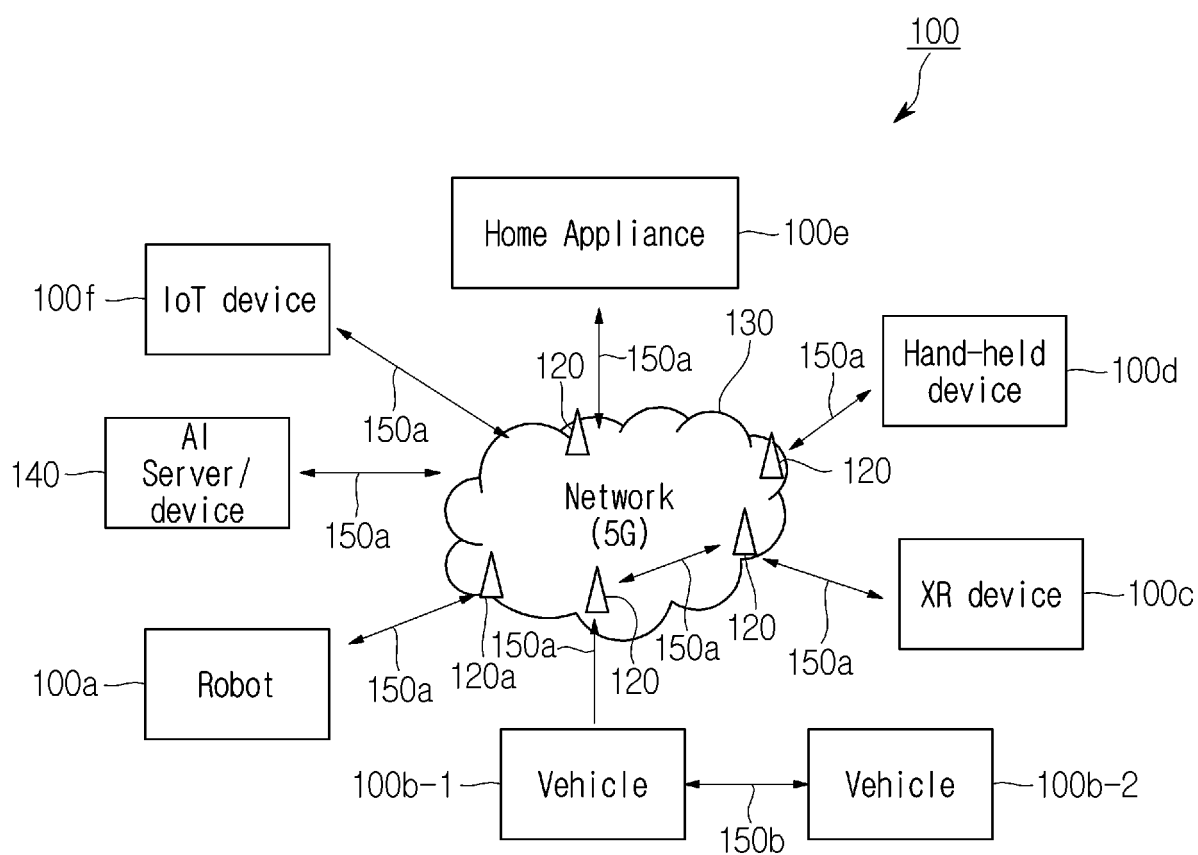 100
Home Appliance
100e
100f
IoT device
130
120
150a
150a
Hand-held
device
100d
150a
AI
Server/
device
140
150a
120
Network
(5G)
XR device
100c
150a
120
150a
150a
120
120a
150a
Robot
100a
Vehicle
100b-1
Vehicle
100b-2
150b